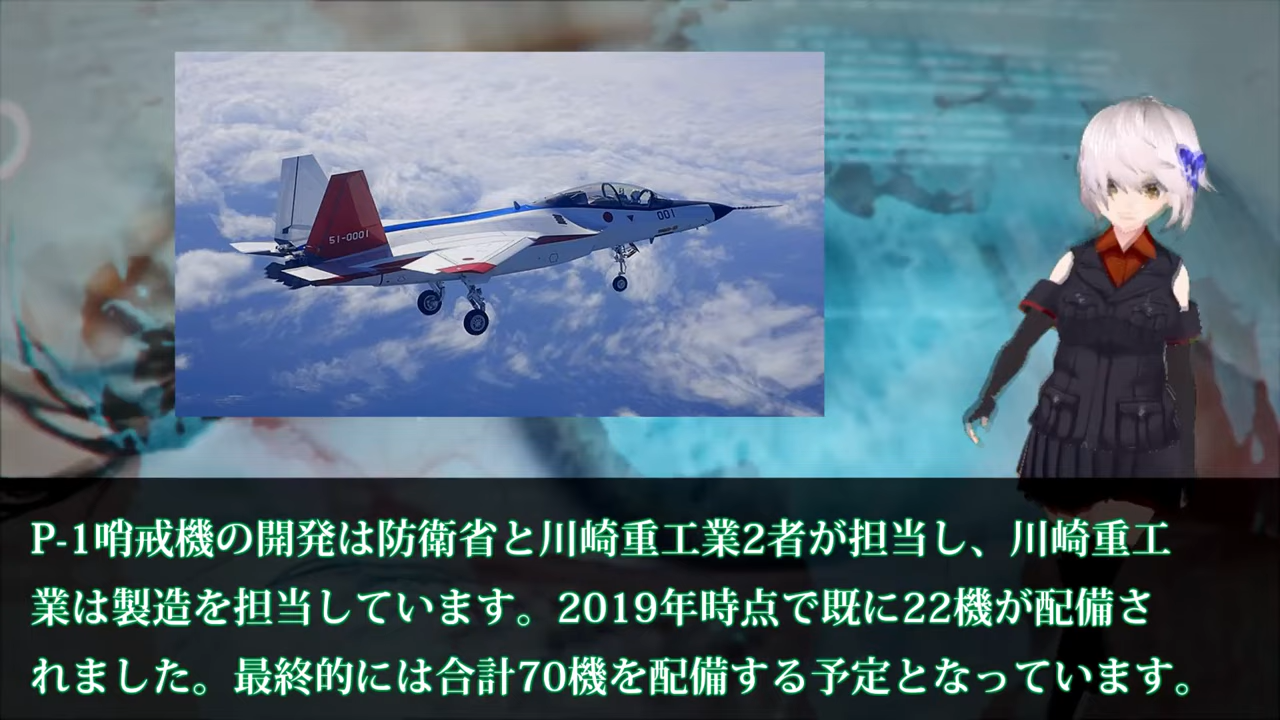 51-0001
001
P-1哨戒機の開発は防衛省と川崎重工業2者が担当し、川崎重工
業は製造を担当しています。2019年時点で既に22機が配備さ
れました。最終的には合計70機を配備する予定となっています。